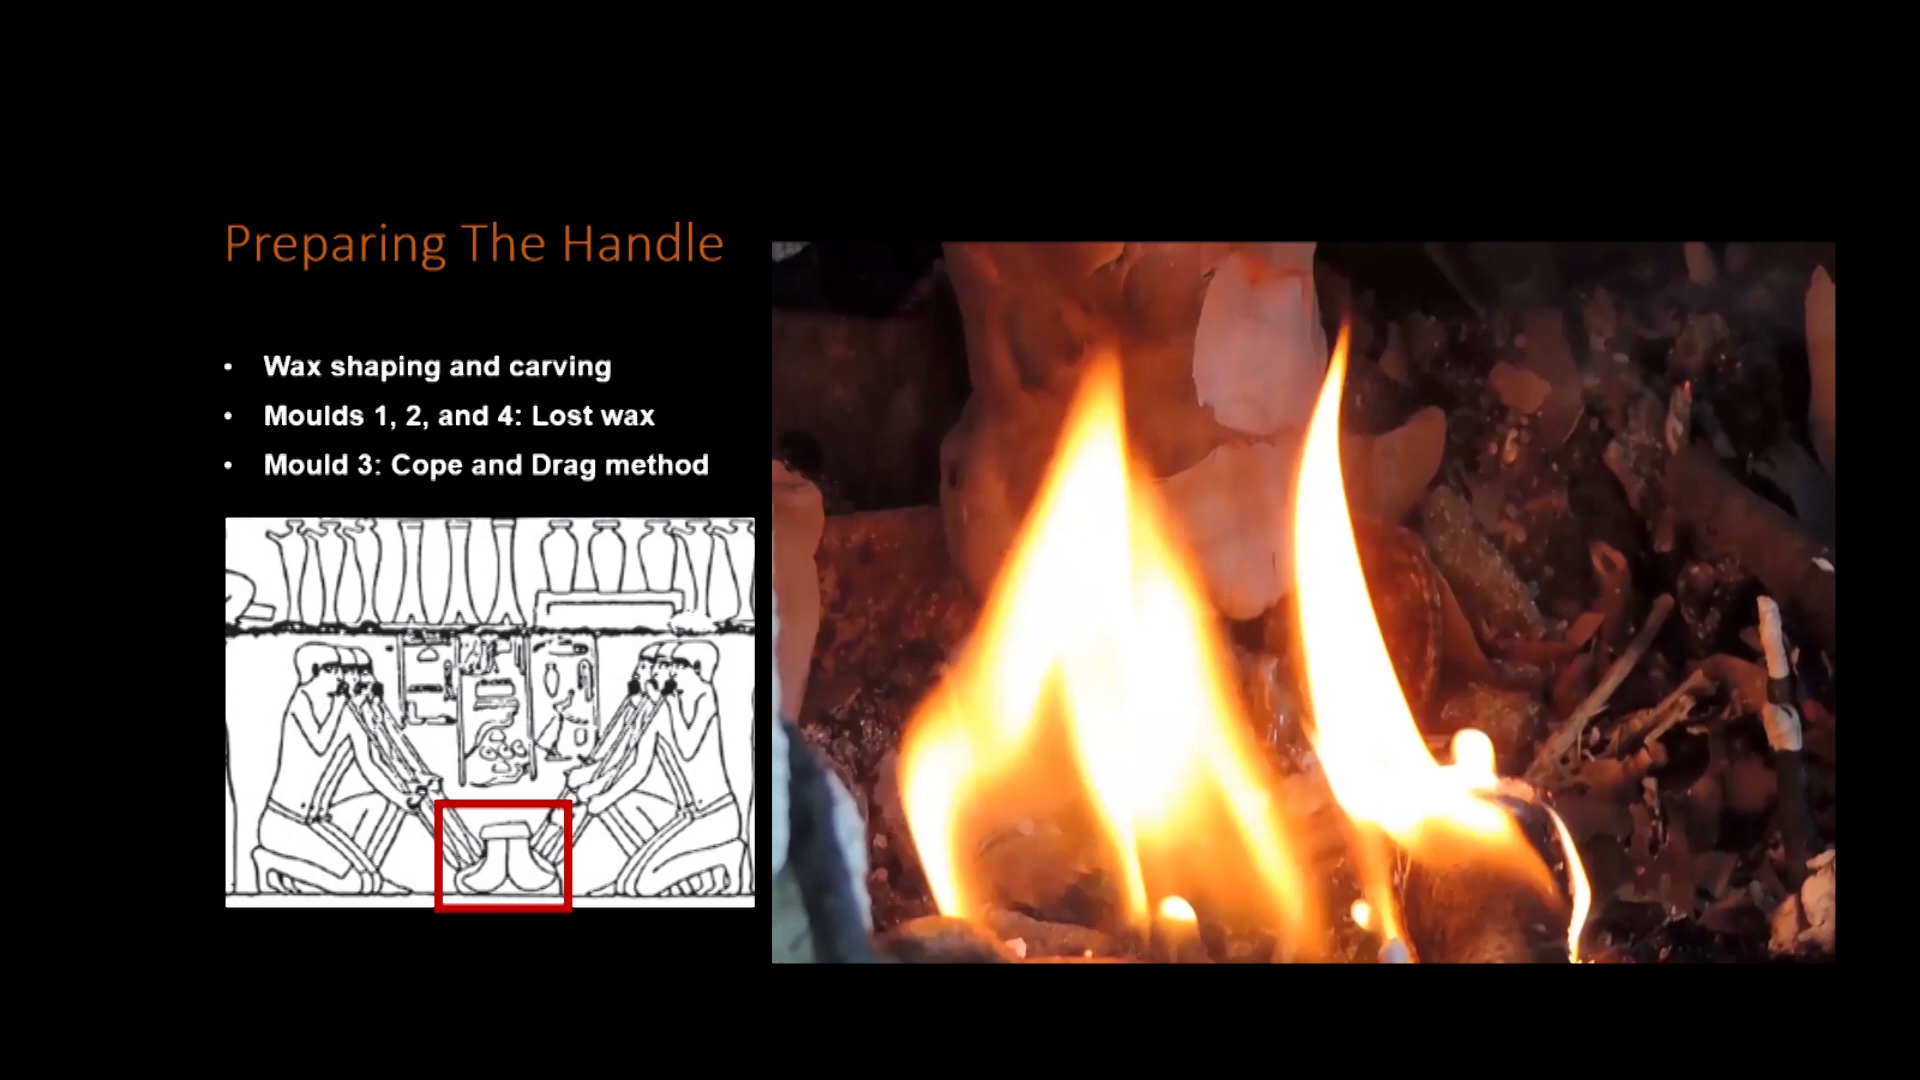 Preparing The Handle
• Wax shaping and carving
• Moulds 1, 2, and 4: Lost wax
• Mould 3: Cope and Drag method